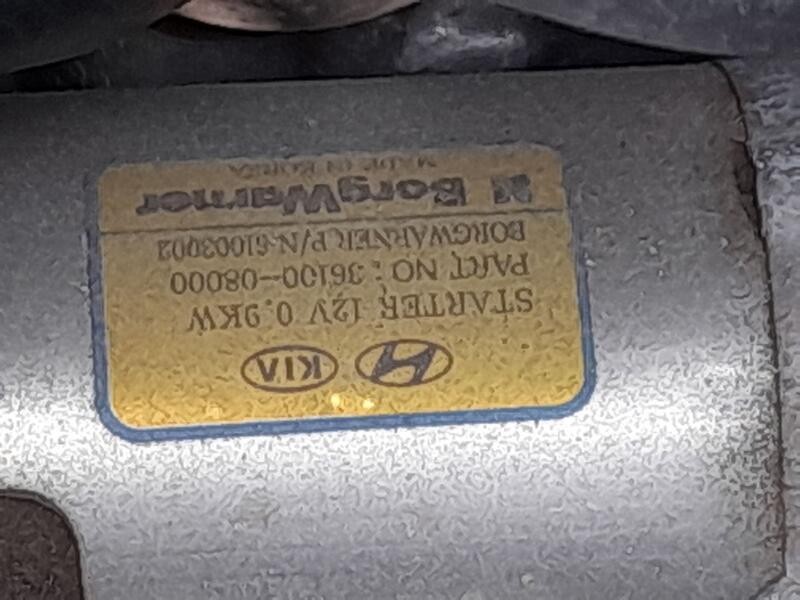 KIA
STARTER 12V 0.9KW
PART NO : 36100-08000
BORGWARNER P/N:61003002
BorgWarner
MADE IN KOREA